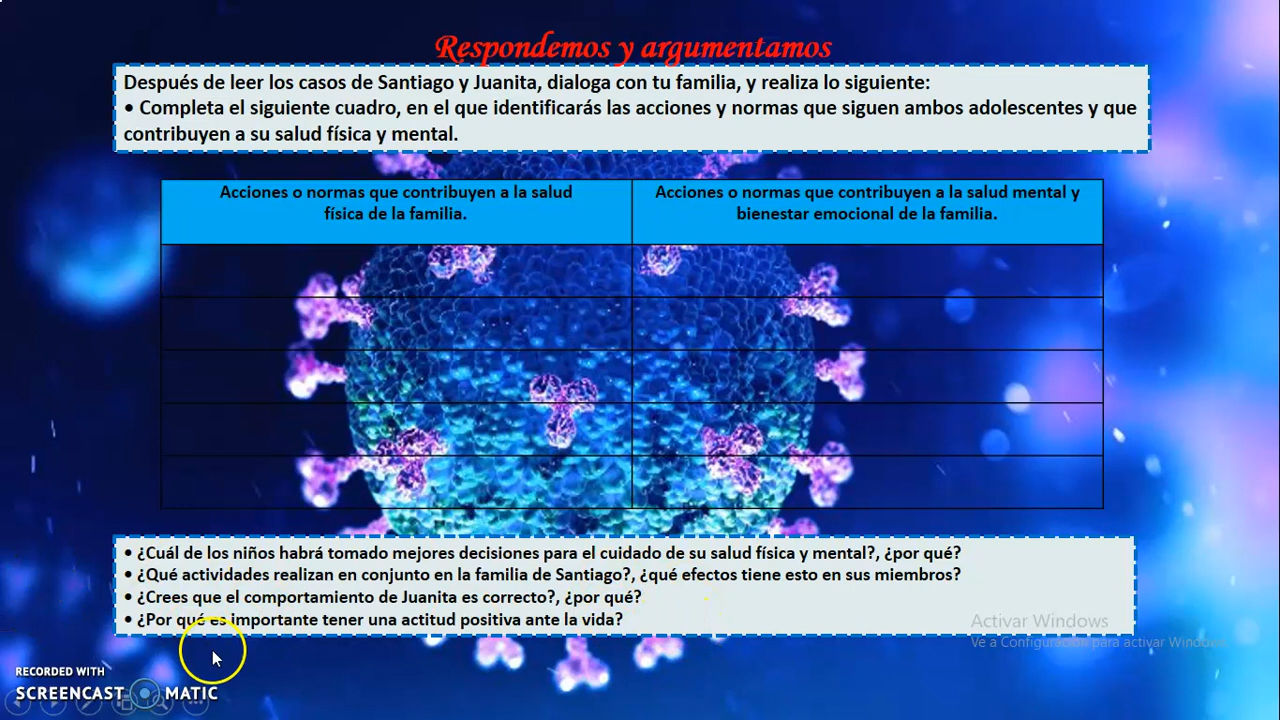 Respondemos y argumentamos
Después de leer los casos de Santiago y Juanita, dialoga con tu familia, y realiza lo siguiente:
• Completa el siguiente cuadro, en el que identificarás las acciones y normas que siguen ambos adolescentes y que
contribuyen a su salud física y mental.
Acciones o normas que contribuyen a la salud
física de la familia.
Acciones o normas que contribuyen a la salud mental y
bienestar emocional de la familia.
• ¿Cuál de los niños habrá tomado mejores decisiones para el cuidado de su salud física y mental?, ¿por qué?
• ¿Qué actividades realizan en conjunto en la familia de Santiago?, ¿qué efectos tiene esto en sus miembros?
• ¿Crees que el comportamiento de Juanita es correcto?, ¿por qué?
• ¿Por qué es importante tener una actitud positiva ante la vida?
Activar Windows
Ve a Configuración para activar Windows.
RECORDED WITH
SCREENCAST MATIC